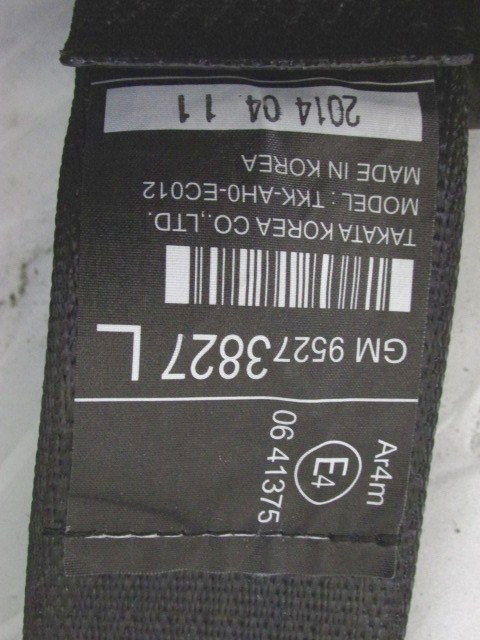 Ar4m
E4
06 41375
GM 95273827 L
TAKATA KOREA CO.,LTD.
MODEL : TKK-AH0-EC012
MADE IN KOREA
2014 04 11